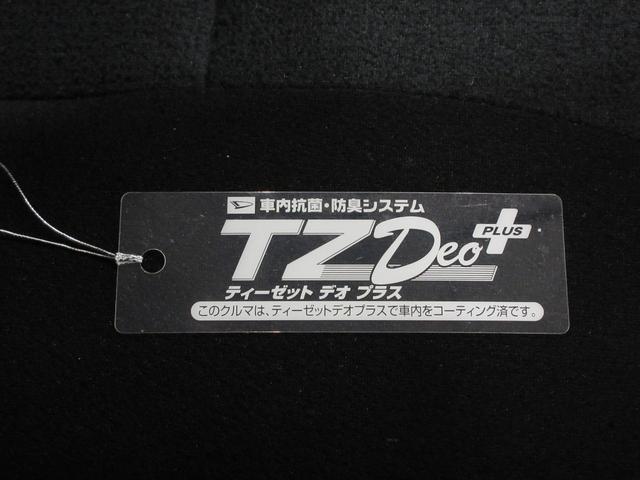 車内抗菌・防臭システム
TZ Deo PLUS
ティーゼット デオ プラス
このクルマは、ティーゼットデオプラスで車内をコーティング済です。